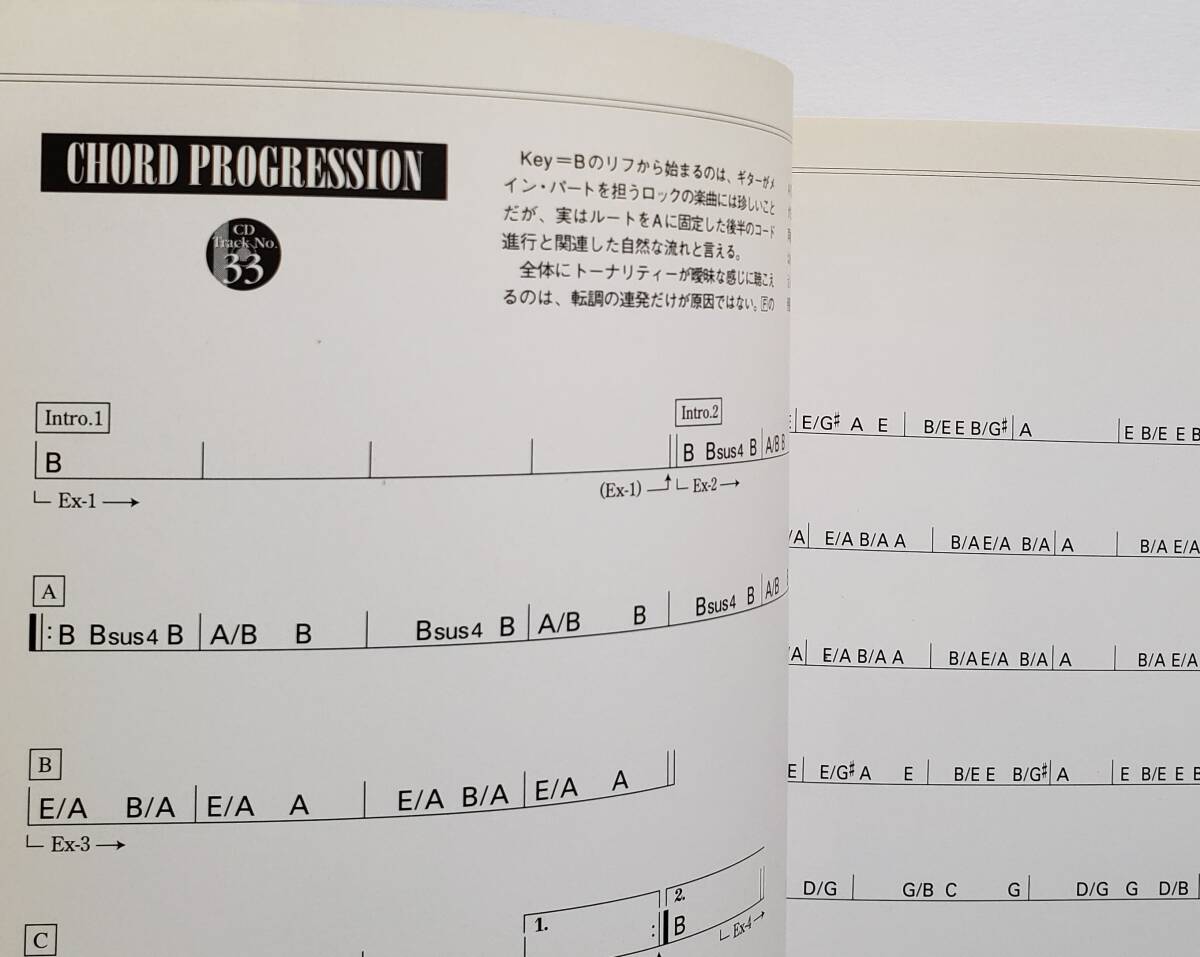 CHORD PROGRESSION
CD
Track No.
33
Key=Bのリフから始まるのは、ギターがメ
イン・パートを担うロックの楽曲には珍しいこと
だが、実はルートをAに固定した後半のコード
進行と関連した自然な流れと言える。
全体にトーナリティーが曖昧な感じに聴こえ
るのは、転調の連発だけが原因ではない。Fの
Intro.1 Intro.2
B B Bsus4 B A/B B
Ex-1 (Ex-1) Ex-2
A
B Bsus4 B A/B B Bsus4 B A/B B Bsus4 B A/B
B
E/A B/A E/A A E/A B/A E/A A
Ex-3
C
1. 2.
B
Ex-4
E E/G# A E B/E E B/G# A E B/E E B
/A E/A B/A A B/A E/A B/A A B/A E/A
/A E/A B/A A B/A E/A B/A A B/A E/A
E E/G# A E B/E E B/G# A E B/E E B
D/G G/B C G D/G G D/B